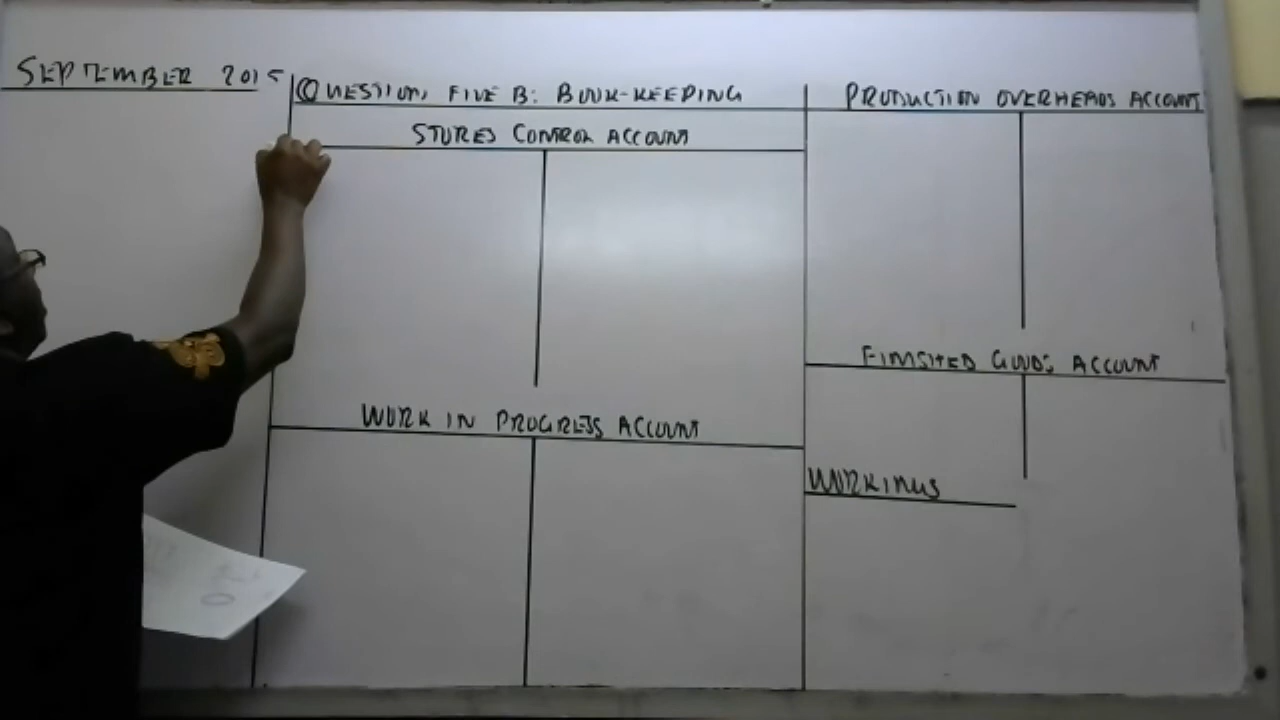 SEPTEMBER 2015
QUESTION FIVE B: BOOK-KEEPING
STORES CONTROL ACCOUNT
WORK IN PROGRESS ACCOUNT
PRODUCTION OVERHEADS ACCOUNT
FINISHED GOODS ACCOUNT
WORKINGS